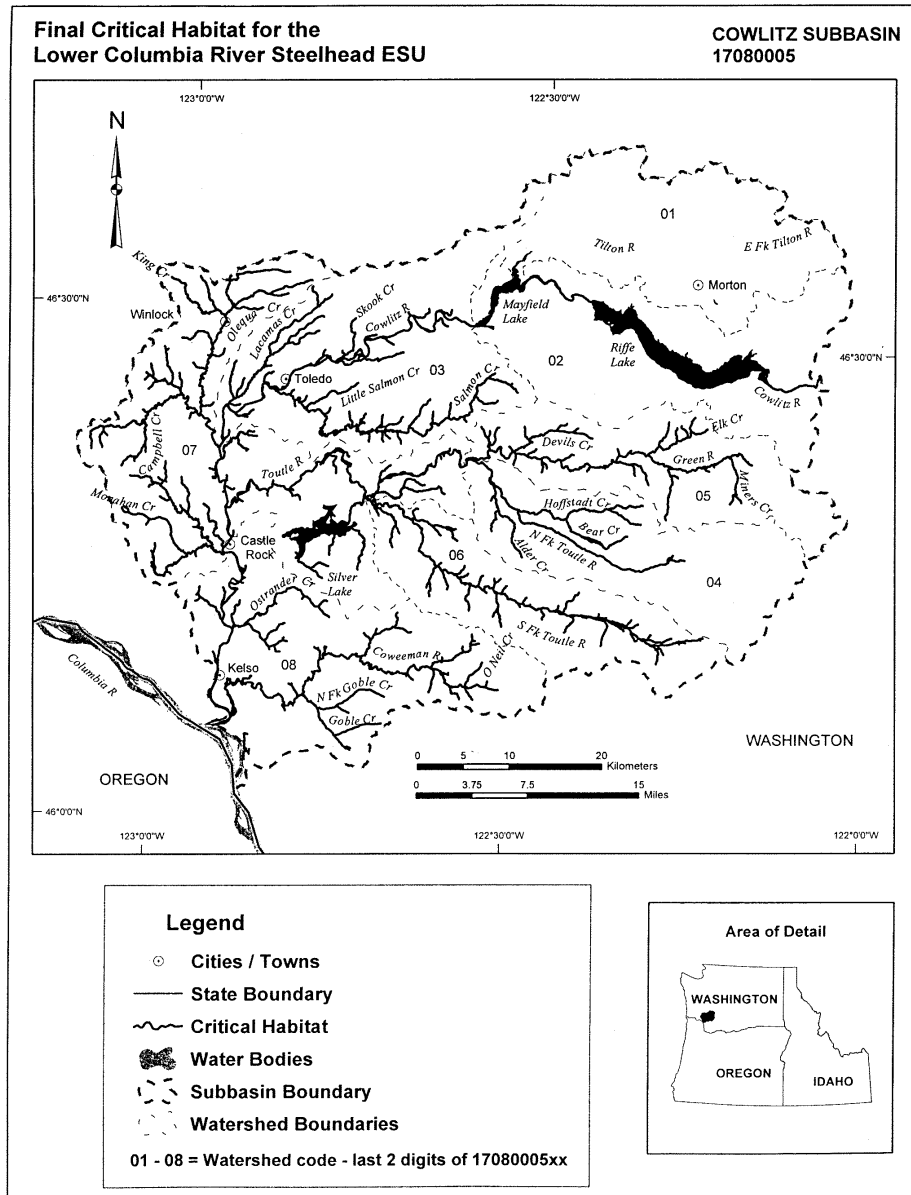 Final Critical Habitat for the
Lower Columbia River Steelhead ESU
COWLITZ SUBBASIN
17080005
123°0'0"W
122°30'0"W
N
01
Tilton R
E Fk Tilton R
King Cr
46°30'0"N
Morton
Winlock
Olequa Cr
Lacamas Cr
Skook Cr
Cowlitz R
Mayfield
Lake
Riffe
Lake
46°30'0"N
02
03
Toledo
Little Salmon Cr
Salmon Cr
Cowlitz R
Elk Cr
Devils Cr
Campbell Cr
07
Green R
Toutle R
Miners Cr
05
Monahan Cr
Hoffstadt Cr
Bear Cr
Castle
Rock
N Fk Toutle R
Alder Cr
06
04
Silver
Lake
Ostrander Cr
S Fk Toutle R
Columbia R
Kelso
08
Coweeman R
O Neil Cr
N Fk Goble Cr
Goble Cr
WASHINGTON
OREGON
0 5 10 20
Kilometers
0 3.75 7.5 15
Miles
46°0'0"N
123°0'0"W
122°30'0"W
122°0'0"W
Legend
Cities / Towns
State Boundary
Critical Habitat
Water Bodies
Subbasin Boundary
Watershed Boundaries
01 - 08 = Watershed code - last 2 digits of 17080005xx
Area of Detail
WASHINGTON
OREGON
IDAHO